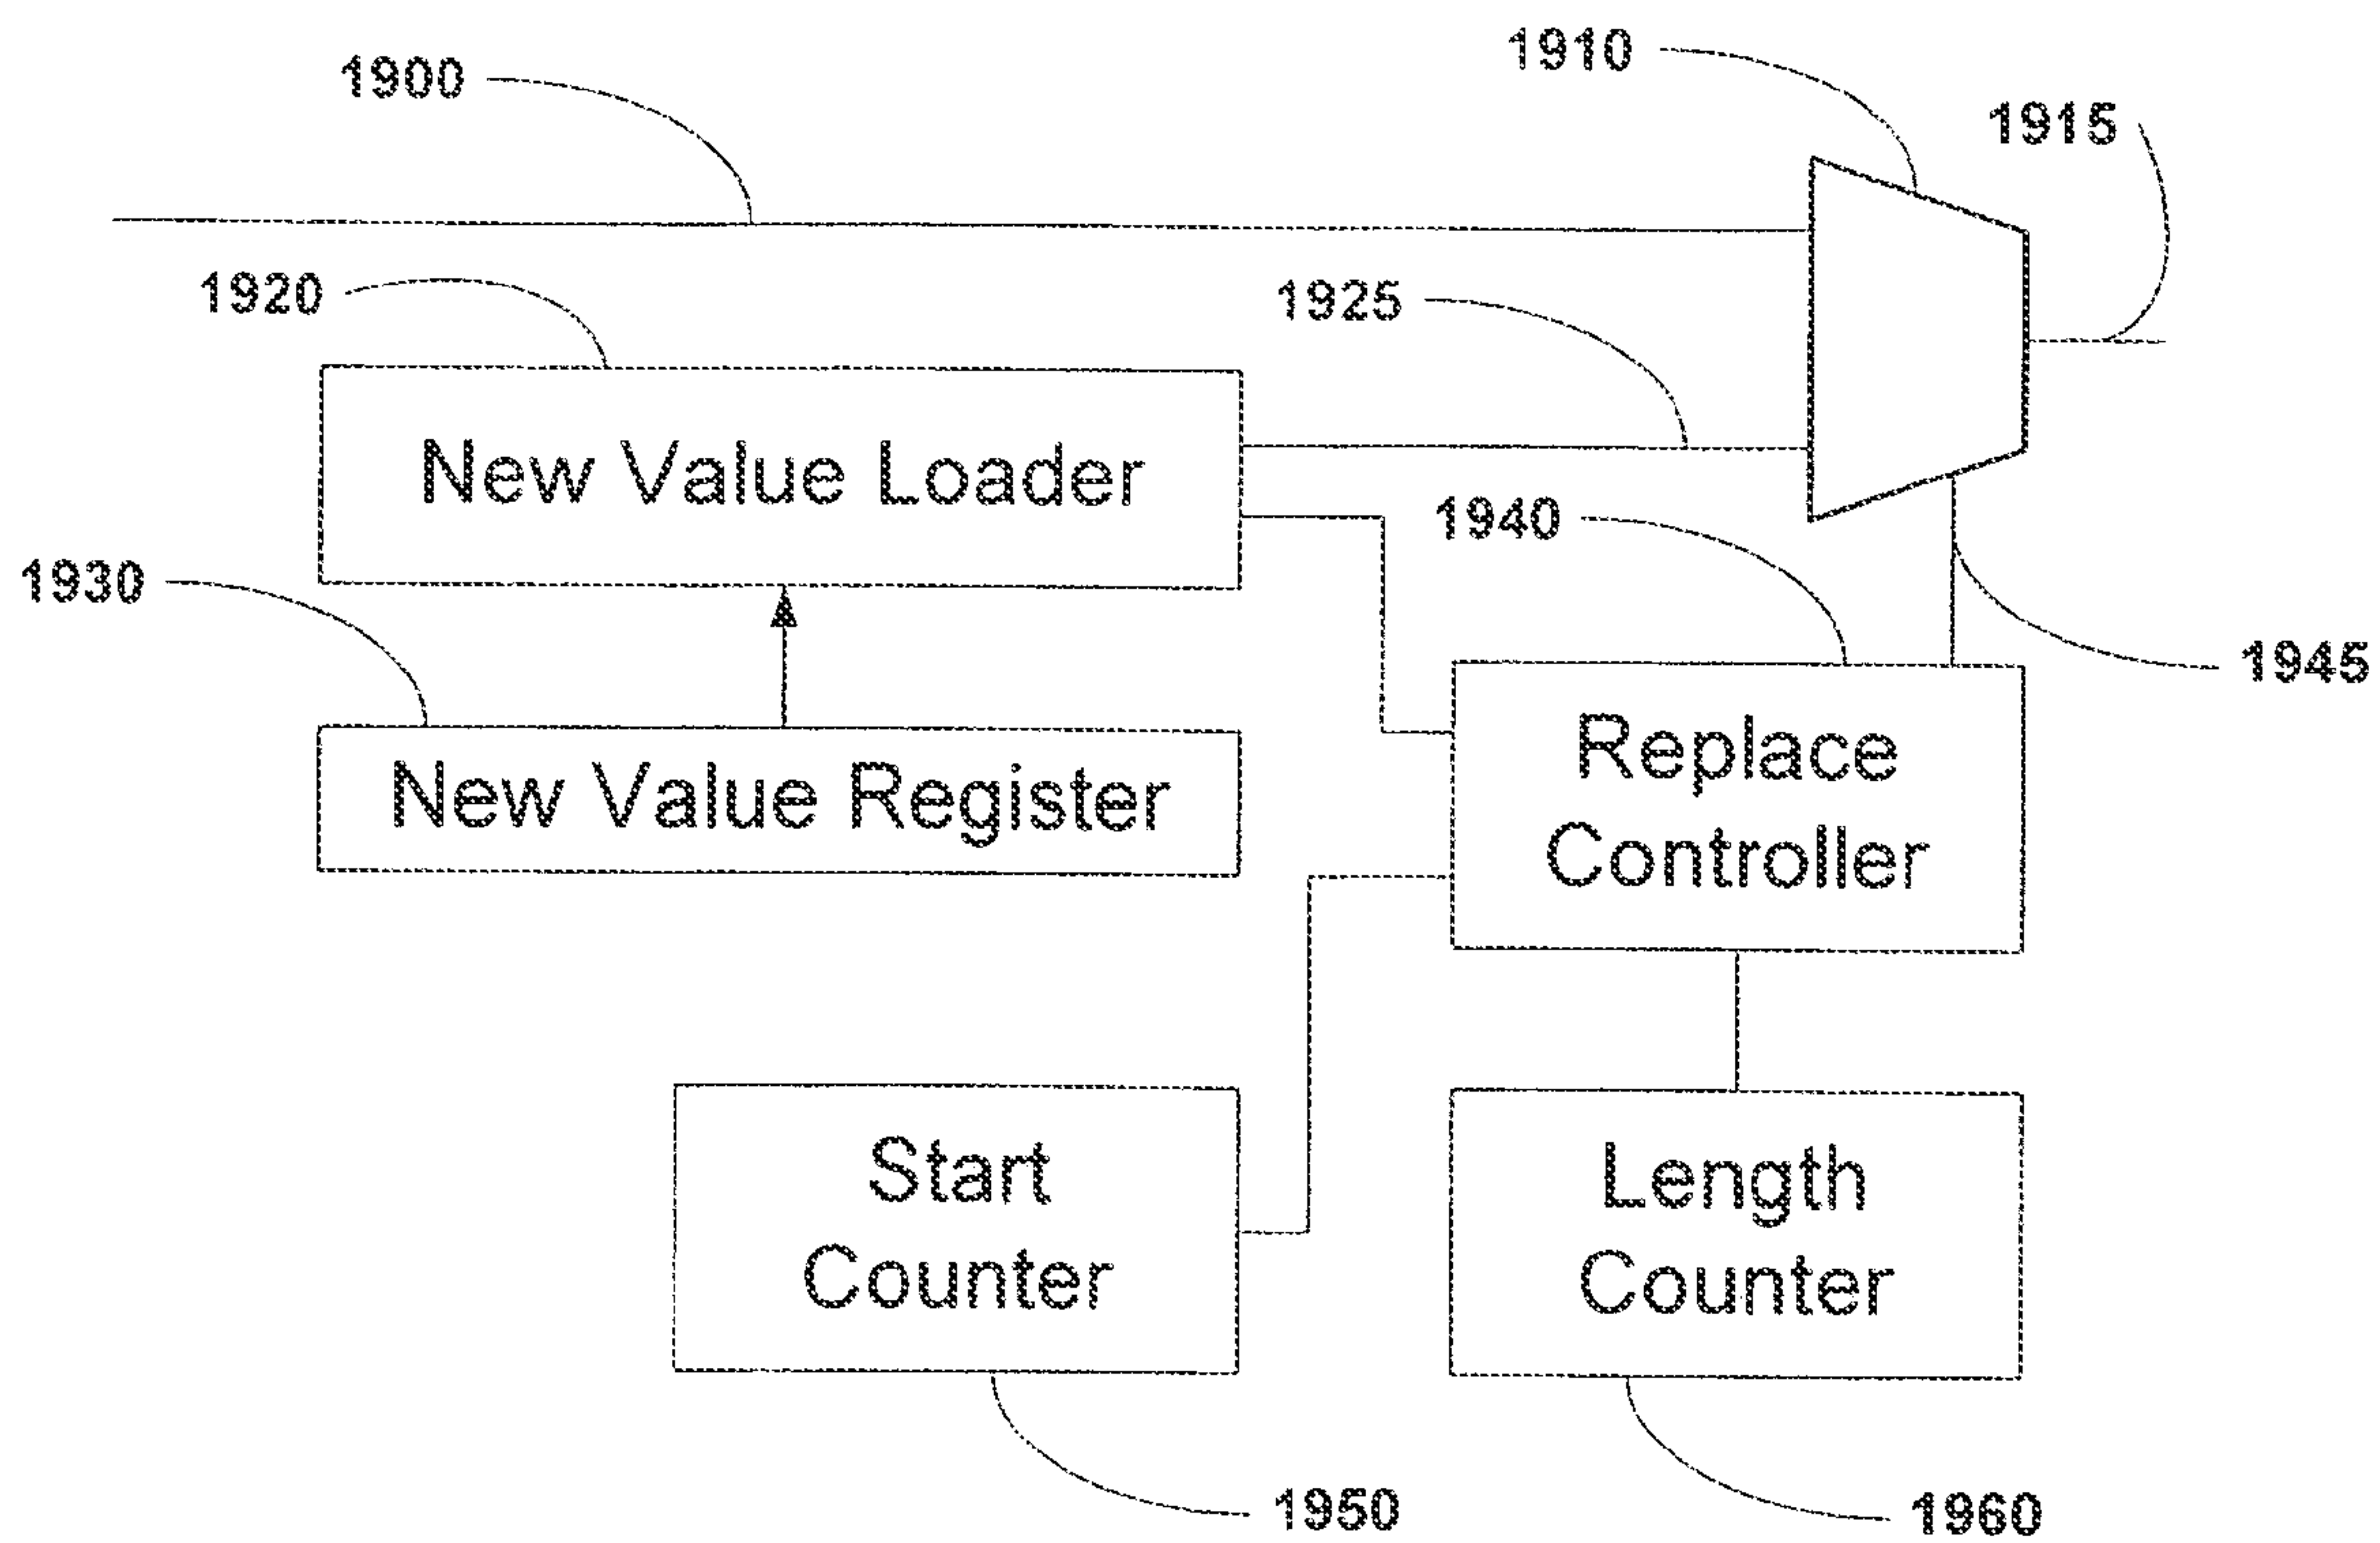 1900
1910
1915
1920
1925
New Value Loader
1940
1930
1945
New Value Register
Replace
Controller
Start
Counter
Length
Counter
1950
1960